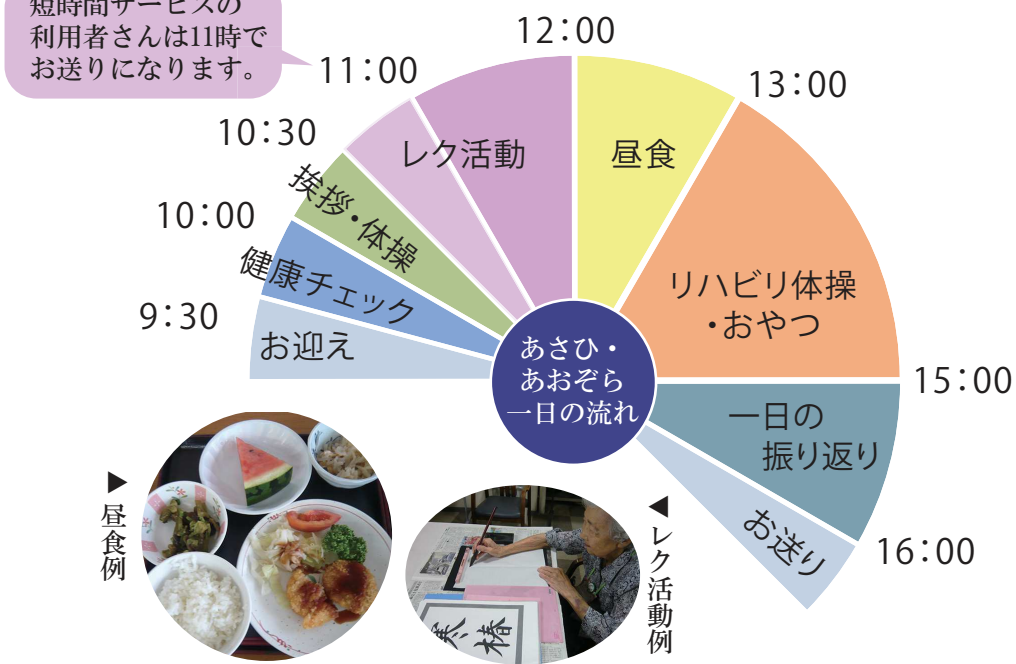 短時間サービスの
利用者さんは11時で
お送りになります。
12:00
11:00
13:00
10:30
レク活動
昼食
挨拶・体操
10:00
健康チェック
リハビリ体操
・おやつ
9:30
お迎え
あさひ・
あおぞら
一日の流れ
15:00
一日の
振り返り
お送り
16:00
▶昼食例
◀レク活動例
寒椿